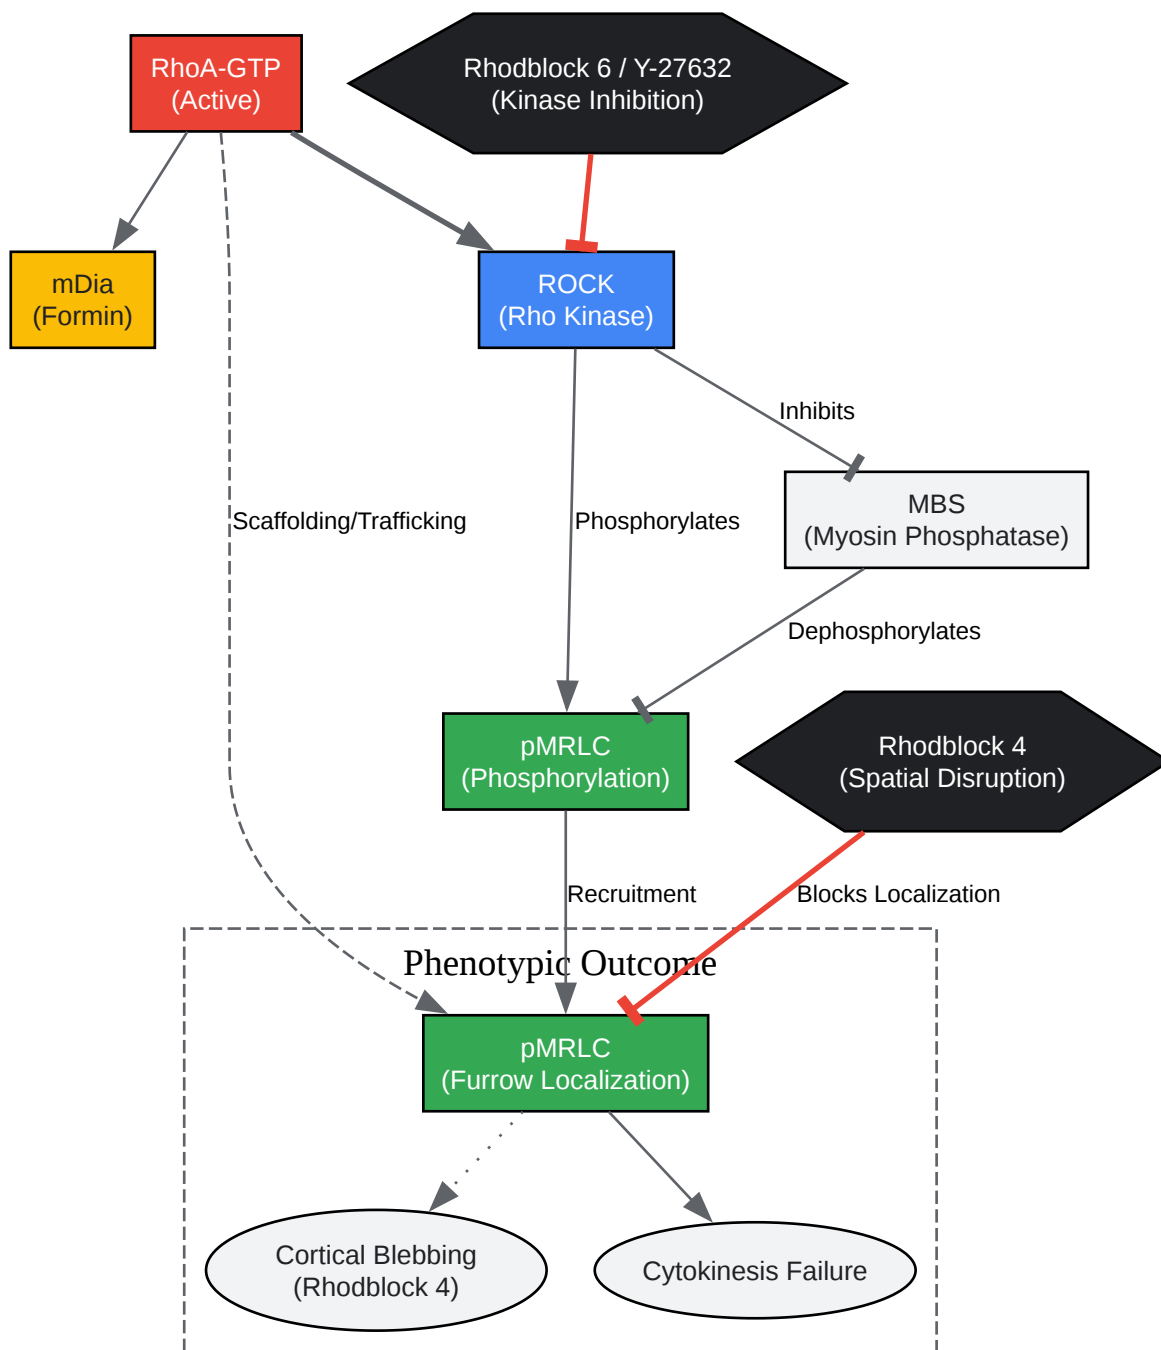 RhoA-GTP
(Active)
Rhodblock 6 / Y-27632
(Kinase Inhibition)
mDia
(Formin)
ROCK
(Rho Kinase)
Inhibits
MBS
(Myosin Phosphatase)
Scaffolding/Trafficking
Phosphorylates
Dephosphorylates
pMRLC
(Phosphorylation)
Rhodblock 4
(Spatial Disruption)
Recruitment
Blocks Localization
Phenotypic Outcome
pMRLC
(Furrow Localization)
Cortical Blebbing
(Rhodblock 4)
Cytokinesis Failure